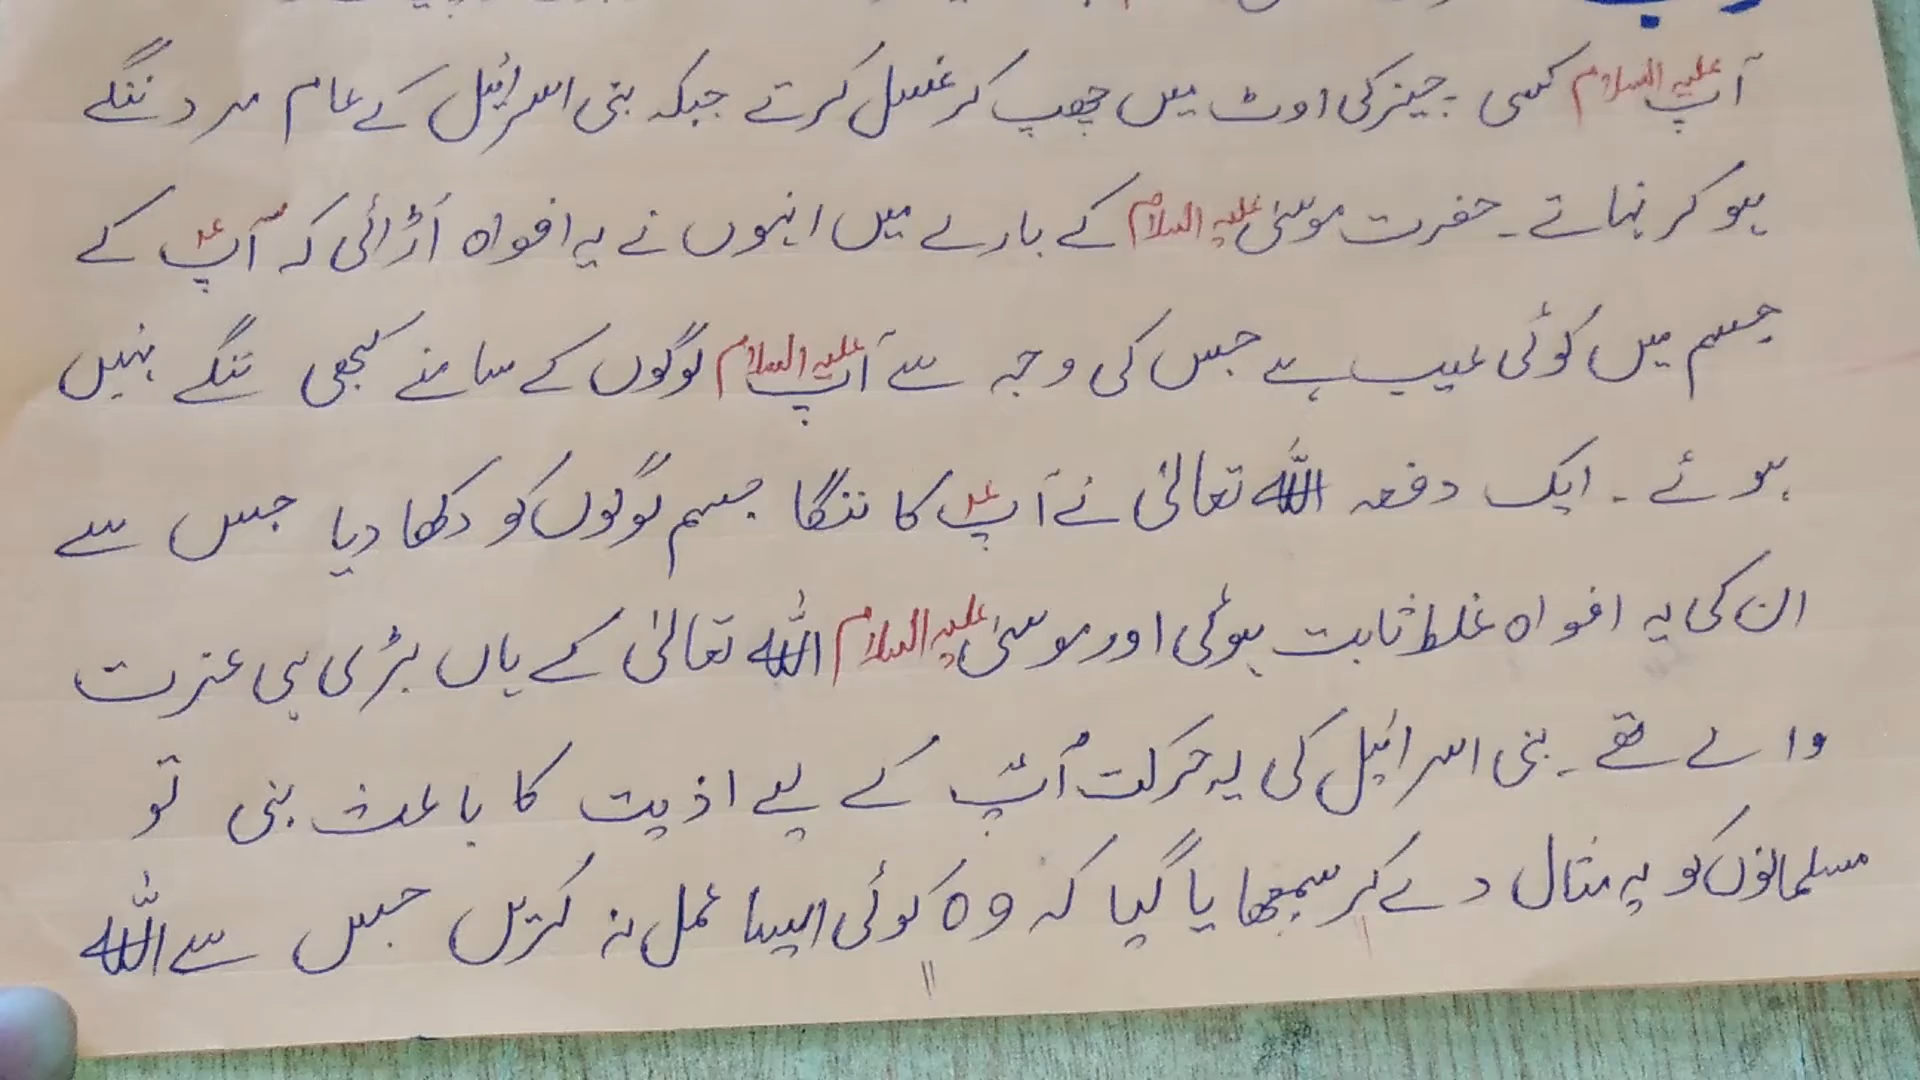 آپ علیہ السلام کسی چیز کی اوٹ میں چھپ کر غسل کرتے جبکہ بنی اسرائیل کے عام مرد ننگے
ہو کر نہاتے ۔ حضرت موسیٰ علیہ السلام کے بارے میں انہوں نے یہ افواہ اُڑائی کہ آپؑ کے
جسم میں کوئی عیب ہے جس کی وجہ سے آپ علیہ السلام لوگوں کے سامنے کبھی ننگے نہیں
ہوئے ۔ ایک دفعہ اللہ تعالیٰ نے آپؑ کا ننگا جسم لوگوں کو دکھا دیا جس سے
ان کی یہ افواہ غلط ثابت ہوئی اور موسیٰ علیہ السلام اللہ تعالیٰ کے ہاں بڑی ہی عزت
والے تھے ۔ بنی اسرائیل کی یہ حرکت آپؑ کے لیے اذیت کا باعث بنی تو
مسلمانوں کو یہ مثال دے کر سمجھایا گیا کہ وہ کوئی ایسا عمل نہ کریں جس سے اللہ